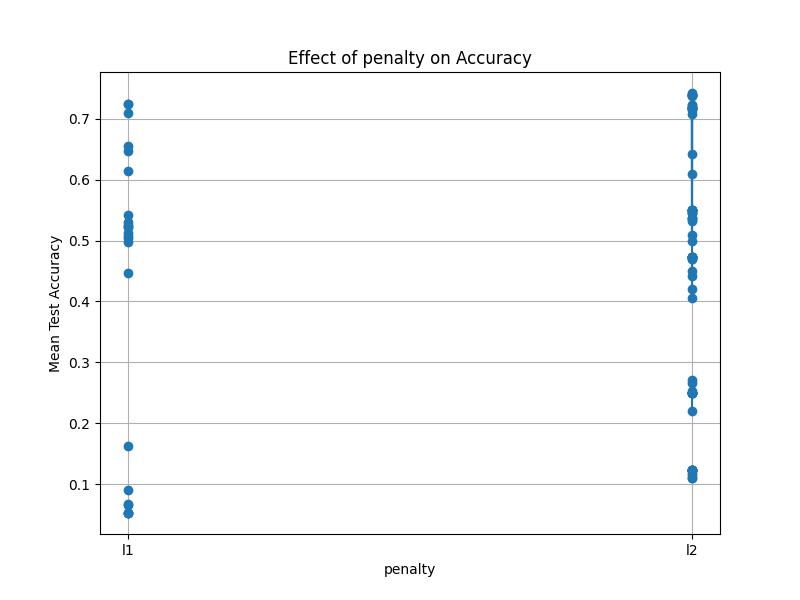 Effect of penalty on Accuracy
Mean Test Accuracy
0.7
0.6
0.5
0.4
0.3
0.2
0.1
l1
l2
penalty